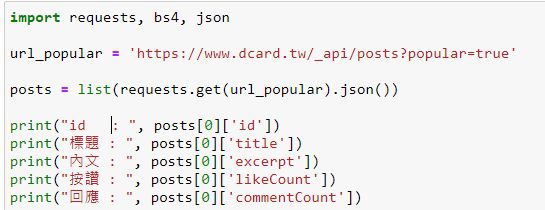 import requests, bs4, json
url_popular = 'https://www.dcard.tw/_api/posts?popular=true'
posts = list(requests.get(url_popular).json())
print("id   : ", posts[0]['id'])
print("標題 : ", posts[0]['title'])
print("內文 : ", posts[0]['excerpt'])
print("按讚 : ", posts[0]['likeCount'])
print("回應 : ", posts[0]['commentCount'])